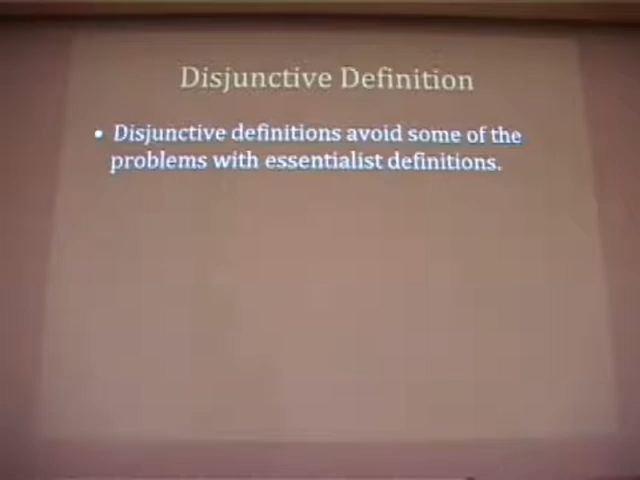 Disjunctive Definition
• Disjunctive definitions avoid some of the
problems with essentialist definitions.